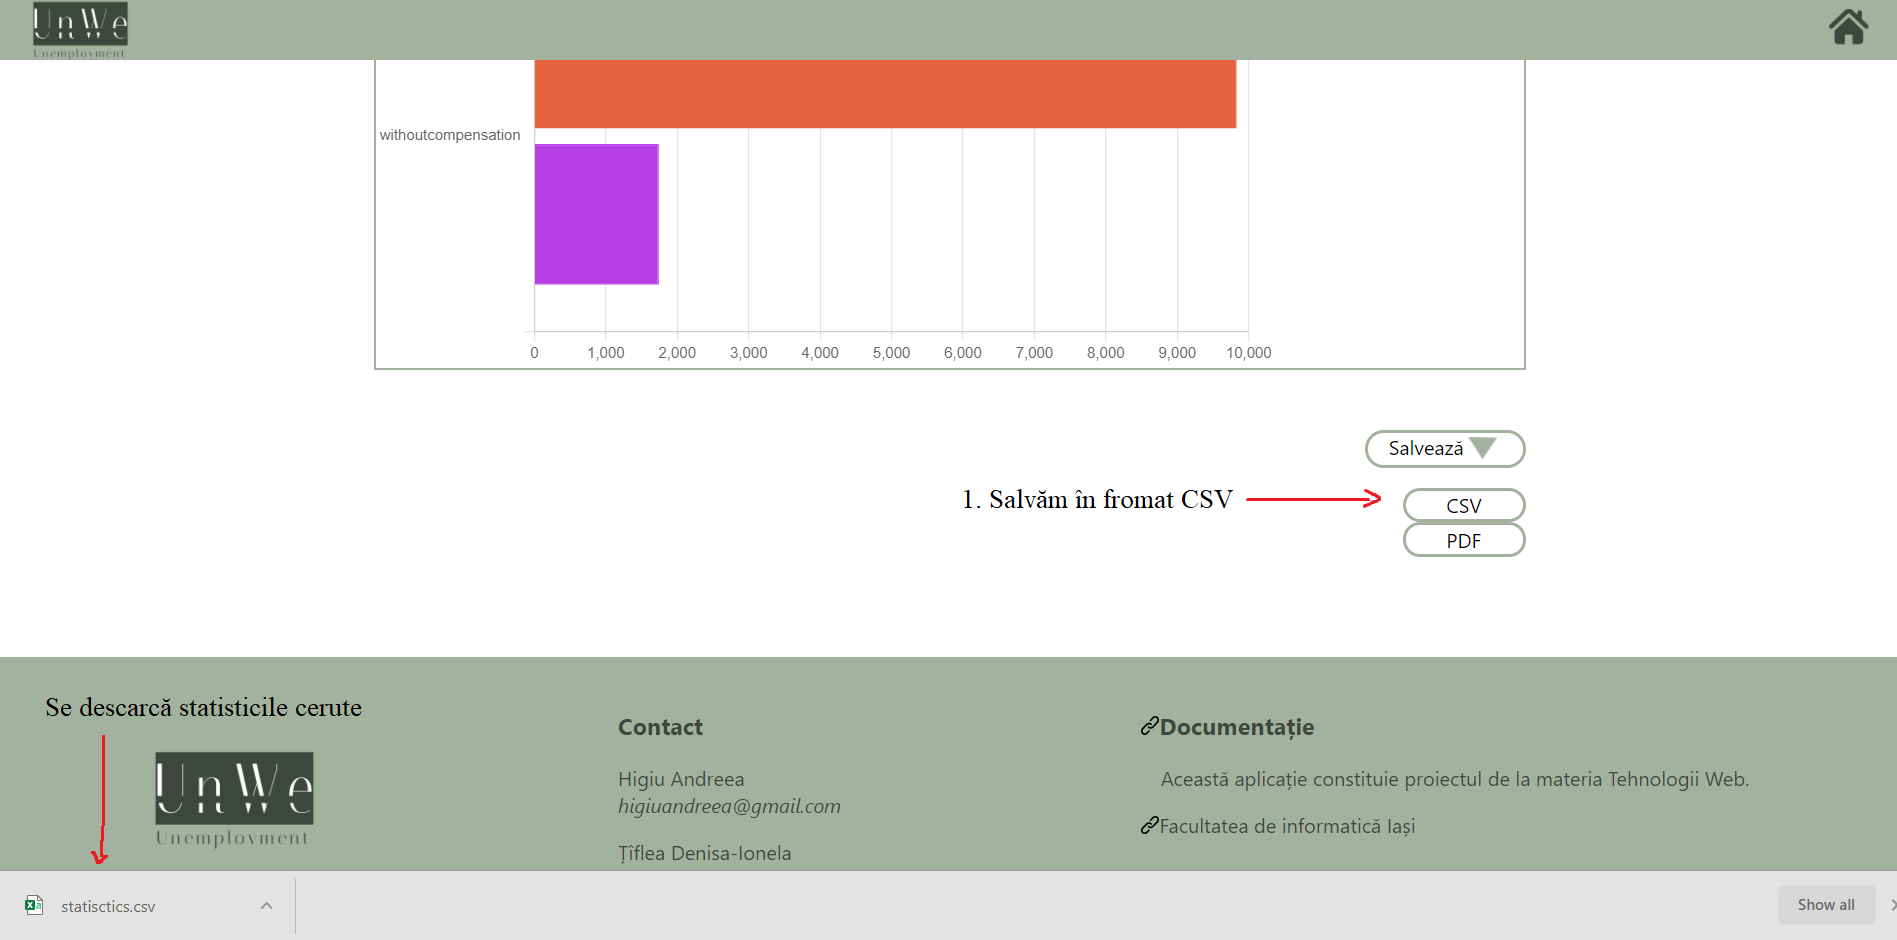 UnWe
Unemployment
withoutcompensation
0 1,000 2,000 3,000 4,000 5,000 6,000 7,000 8,000 9,000 10,000
Salvează
1. Salvăm în fromat CSV
CSV
PDF
Se descarcă statisticile cerute
UnWe
Unemployment
Contact
Higiu Andreea
higiuandreea@gmail.com
Țîflea Denisa-Ionela
Documentație
Această aplicație constituie proiectul de la materia Tehnologii Web.
Facultatea de informatică Iași
statisctics.csv
Show all